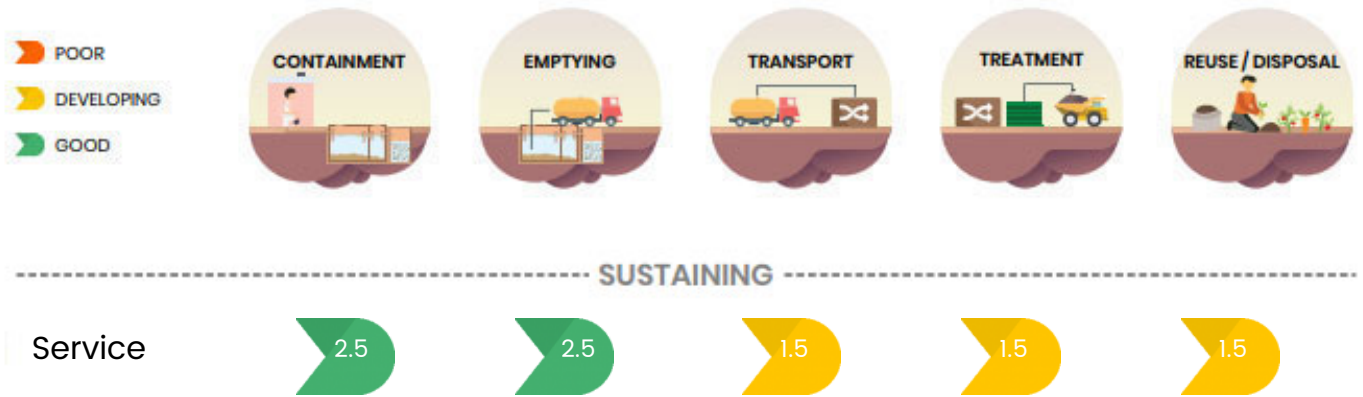 POOR
DEVELOPING
GOOD
CONTAINMENT
EMPTYING
TRANSPORT
TREATMENT
REUSE / DISPOSAL
SUSTAINING
Service 2.5 2.5 1.5 1.5 1.5